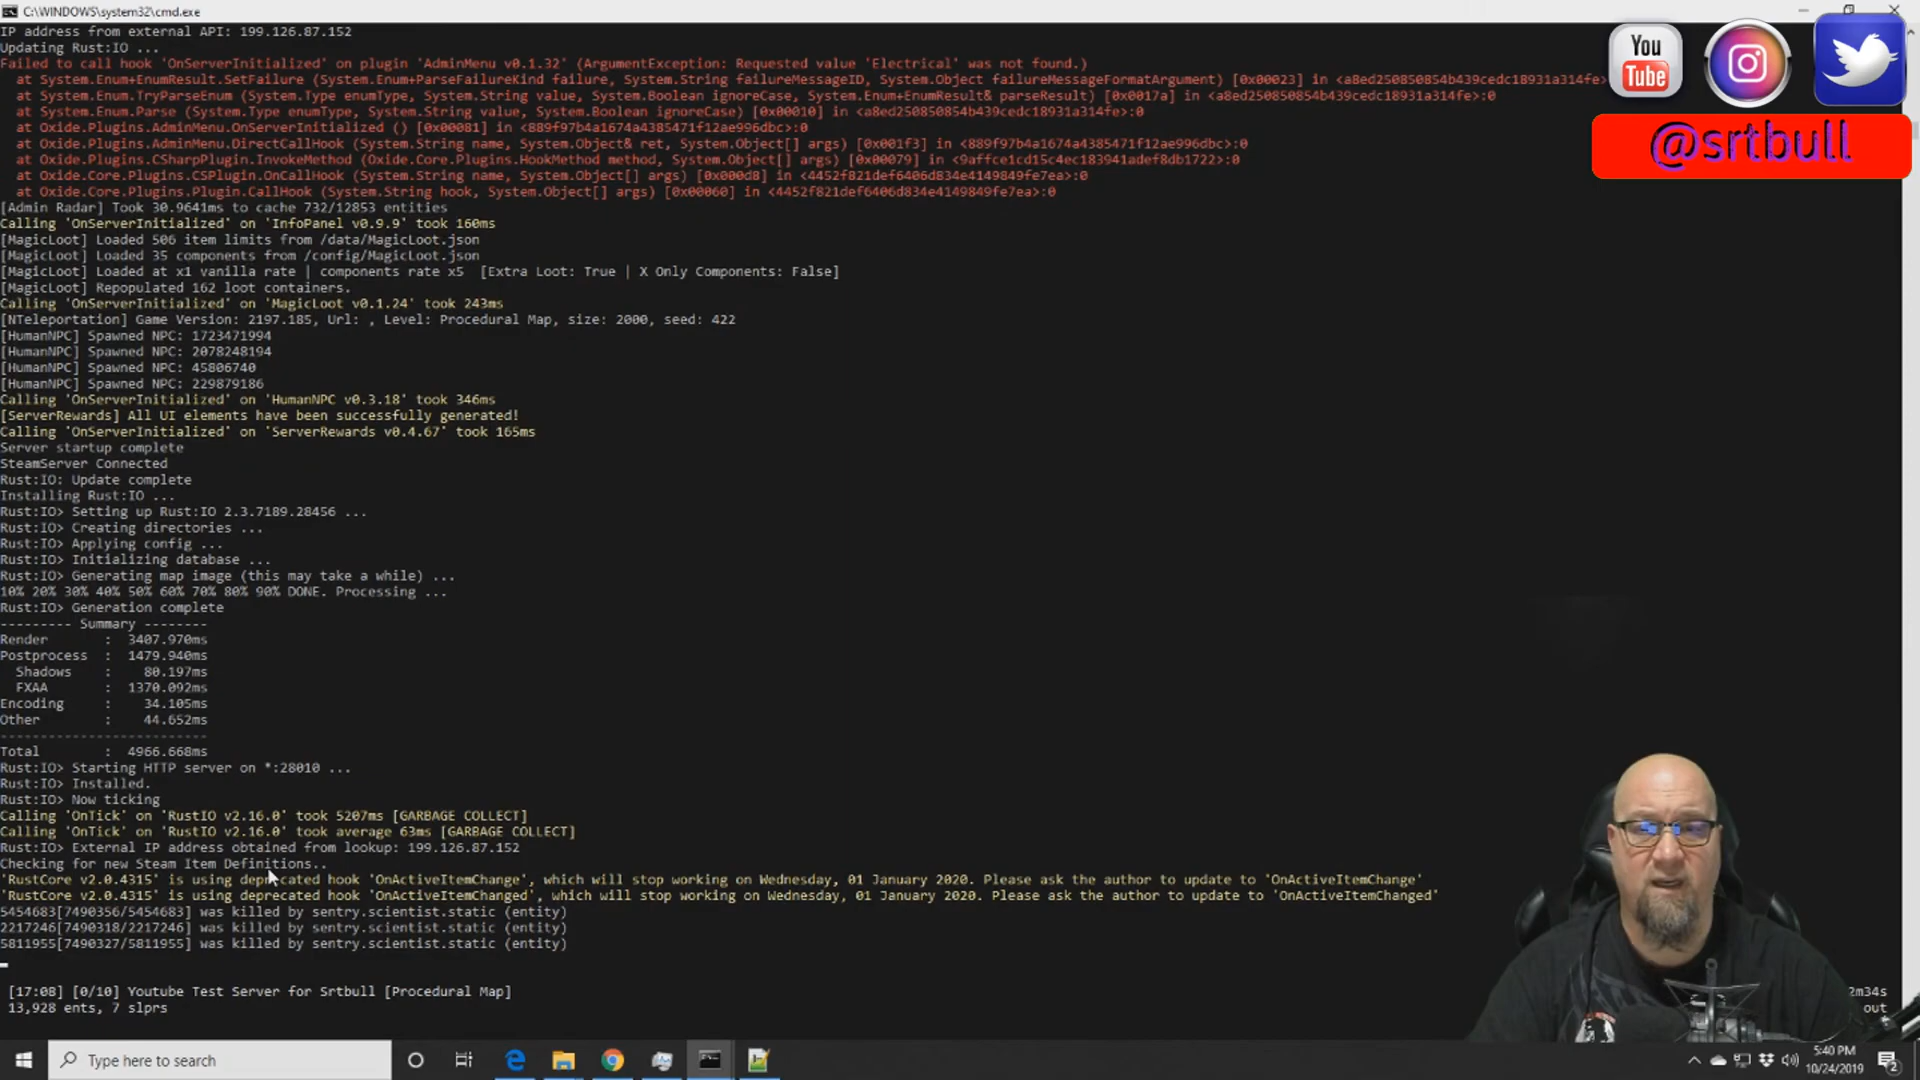 C:\WINDOWS\system32\cmd.exe
IP address from external API: 199.126.87.152
Updating Rust:IO ...
Failed to call hook 'OnServerInitialized' on plugin 'AdminMenu v0.1.32' (ArgumentException: Requested value 'Electrical' was not found.)
at System.Enum+EnumResult.SetFailure (System.Enum+ParseFailureKind failure, System.String failureMessageID, System.Object failureMessageFormatArgument) [0x00023] in <a8ed250850854b439cedc18931a314fe>
at System.Enum.TryParseEnum (System.Type enumType, System.String value, System.Boolean ignoreCase, System.Enum+EnumResult& parseResult) [0x0017a] in <a8ed250850854b439cedc18931a314fe>:0
at System.Enum.Parse (System.Type enumType, System.String value, System.Boolean ignoreCase) [0x00010] in <a8ed250850854b439cedc18931a314fe>:0
at Oxide.Plugins.AdminMenu.OnServerInitialized () [0x00081] in <889f97b4a1674a4385471f12ae996dbc>:0
at Oxide.Plugins.AdminMenu.DirectCallHook (System.String name, System.Object& ret, System.Object[] args) [0x001f3] in <889f97b4a1674a4385471f12ae996dbc>:0
at Oxide.Plugins.CSharpPlugin.InvokeMethod (Oxide.Core.Plugins.HookMethod method, System.Object[] args) [0x00079] in <9affce1cd15c4ec183941adef8db1722>:0
at Oxide.Core.Plugins.CSPlugin.OnCallHook (System.String name, System.Object[] args) [0x000d8] in <4452f821def6406d834e4149849fe7ea>:0
at Oxide.Core.Plugins.Plugin.CallHook (System.String hook, System.Object[] args) [0x00060] in <4452f821def6406d834e4149849fe7ea>:0
[Admin Radar] Took 30.9641ms to cache 732/12853 entities
Calling 'OnServerInitialized' on 'InfoPanel v0.9.9' took 160ms
[MagicLoot] Loaded 506 item limits from /data/MagicLoot.json
[MagicLoot] Loaded 35 components from /config/MagicLoot.json
[MagicLoot] Loaded at x1 vanilla rate | components rate x5  [Extra Loot: True | X Only Components: False]
[MagicLoot] Repopulated 162 loot containers.
Calling 'OnServerInitialized' on 'MagicLoot v0.1.24' took 243ms
[NTeleportation] Game Version: 2197.185, Url: , Level: Procedural Map, size: 2000, seed: 422
[HumanNPC] Spawned NPC: 1723471994
[HumanNPC] Spawned NPC: 2078248194
[HumanNPC] Spawned NPC: 45806740
[HumanNPC] Spawned NPC: 229879186
Calling 'OnServerInitialized' on 'HumanNPC v0.3.18' took 346ms
[ServerRewards] All UI elements have been successfully generated!
Calling 'OnServerInitialized' on 'ServerRewards v0.4.67' took 165ms
Server startup complete
SteamServer Connected
Rust:IO: Update complete
Installing Rust:IO ...
Rust:IO> Setting up Rust:IO 2.3.7189.28456 ...
Rust:IO> Creating directories ...
Rust:IO> Applying config ...
Rust:IO> Initializing database ...
Rust:IO> Generating map image (this may take a while) ...
10% 20% 30% 40% 50% 60% 70% 80% 90% DONE. Processing ...
Rust:IO> Generation complete
--------- Summary --------
Render : 3407.970ms
Postprocess : 1479.940ms
Shadows : 80.197ms
FXAA : 1370.092ms
Encoding : 34.105ms
Other : 44.652ms
--------------------------
Total : 4966.668ms
Rust:IO> Starting HTTP server on *:28010 ...
Rust:IO> Installed.
Rust:IO> Now ticking
Calling 'OnTick' on 'RustIO v2.16.0' took 5207ms [GARBAGE COLLECT]
Calling 'OnTick' on 'RustIO v2.16.0' took average 63ms [GARBAGE COLLECT]
Rust:IO> External IP address obtained from lookup: 199.126.87.152
Checking for new Steam Item Definitions..
'RustCore v2.0.4315' is using deprecated hook 'OnActiveItemChange', which will stop working on Wednesday, 01 January 2020. Please ask the author to update to 'OnActiveItemChange'
'RustCore v2.0.4315' is using deprecated hook 'OnActiveItemChanged', which will stop working on Wednesday, 01 January 2020. Please ask the author to update to 'OnActiveItemChanged'
5454683[7490356/5454683] was killed by sentry.scientist.static (entity)
2217246[7490318/2217246] was killed by sentry.scientist.static (entity)
5811955[7490327/5811955] was killed by sentry.scientist.static (entity)
[17:08] [0/10] Youtube Test Server for Srtbull [Procedural Map]
2m34s
13,928 ents, 7 slprs
out
You
Tube
@srtbull
Type here to search
5:40 PM
10/24/2019
2